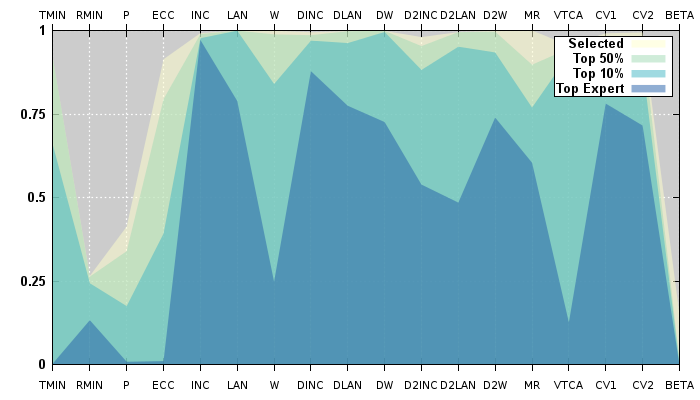 TMIN RMIN P ECC INC LAN W DINC DLAN DW D2INC D2LAN D2W MR VTCA CV1 CV2 BETA
1
Selected
Top 50%
Top 10%
Top Expert
0.75
0.5
0.25
0
TMIN RMIN P ECC INC LAN W DINC DLAN DW D2INC D2LAN D2W MR VTCA CV1 CV2 BETA